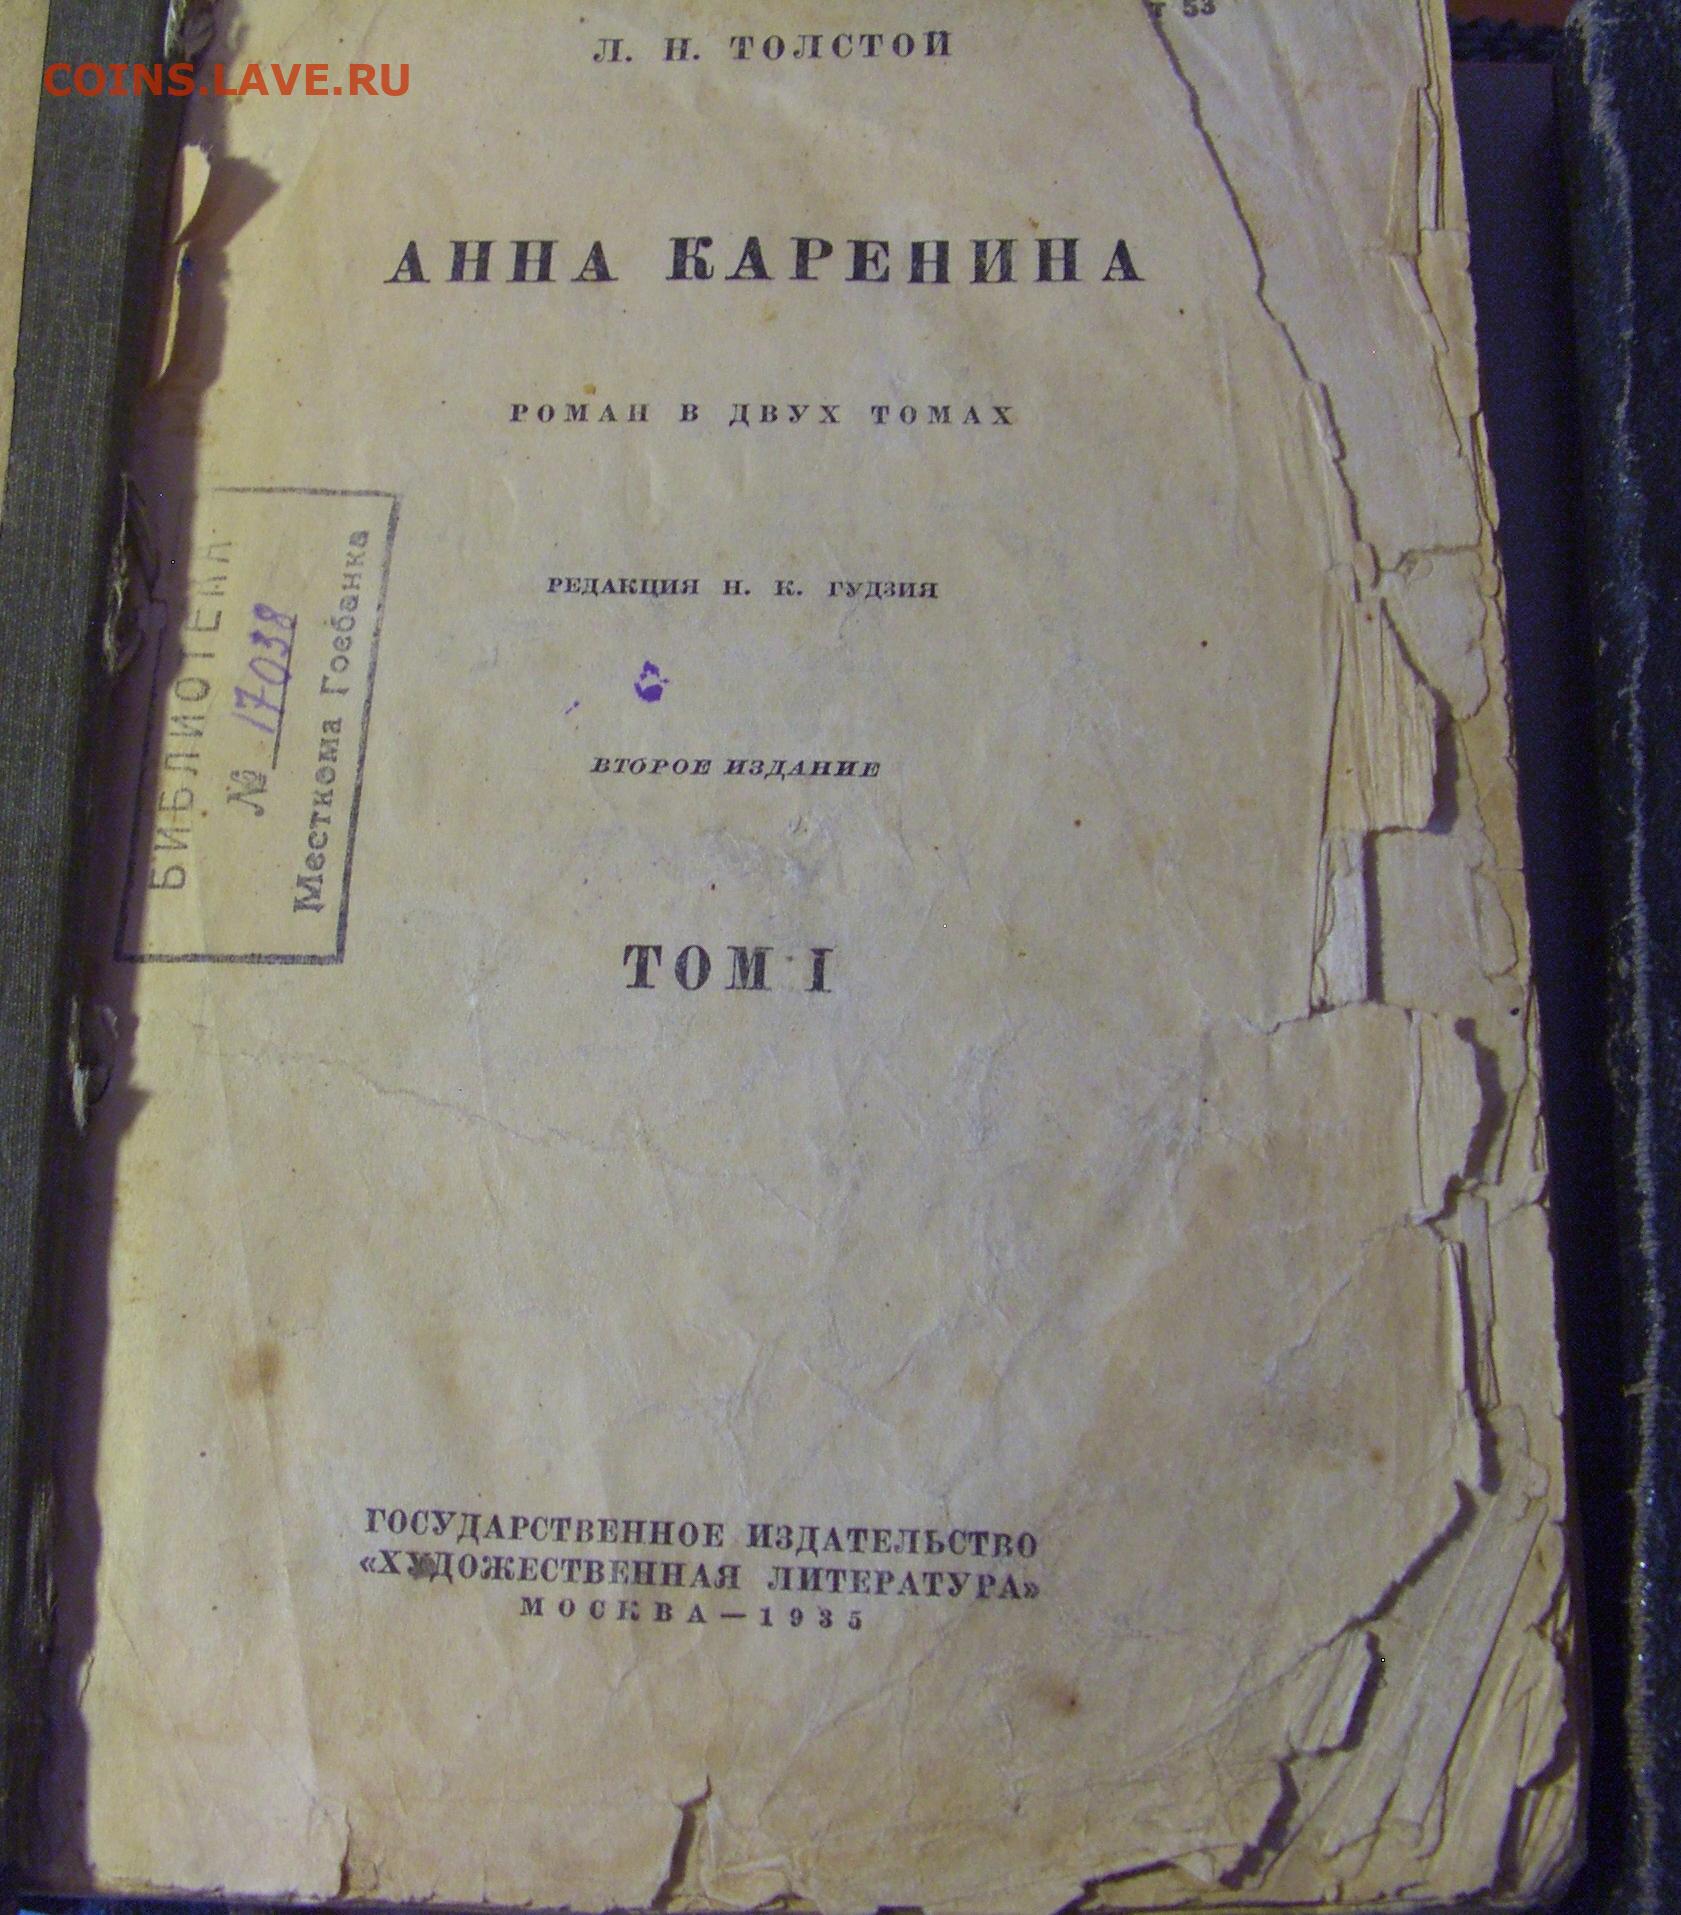 53
Л. Н. ТОЛСТОЙ
COINS.LAVE.RU
АННА КАРЕНИНА
РОМАН В ДВУХ ТОМАХ
РЕДАКЦИЯ Н. К. ГУДЗИЯ
БИБЛИОТЕКА
№ 17038
Месткома Госбанка
ВТОРОЕ ИЗДАНИЕ
ТОМ I
ГОСУДАРСТВЕННОЕ ИЗДАТЕЛЬСТВО
«ХУДОЖЕСТВЕННАЯ ЛИТЕРАТУРА»
МОСКВА — 1935